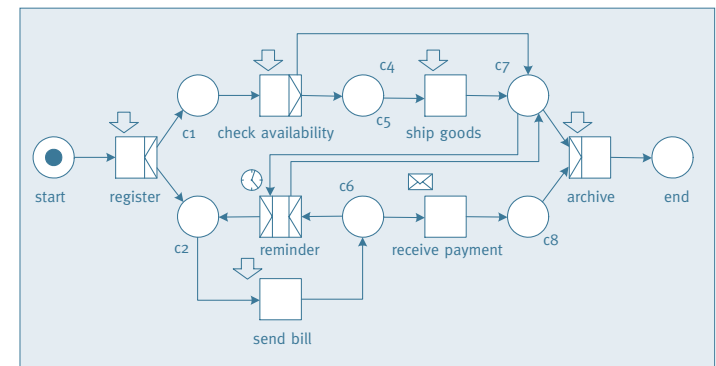 c4
c7
c1
check availability
c5
ship goods
start
register
c6
archive
end
c2
reminder
receive payment
c8
send bill